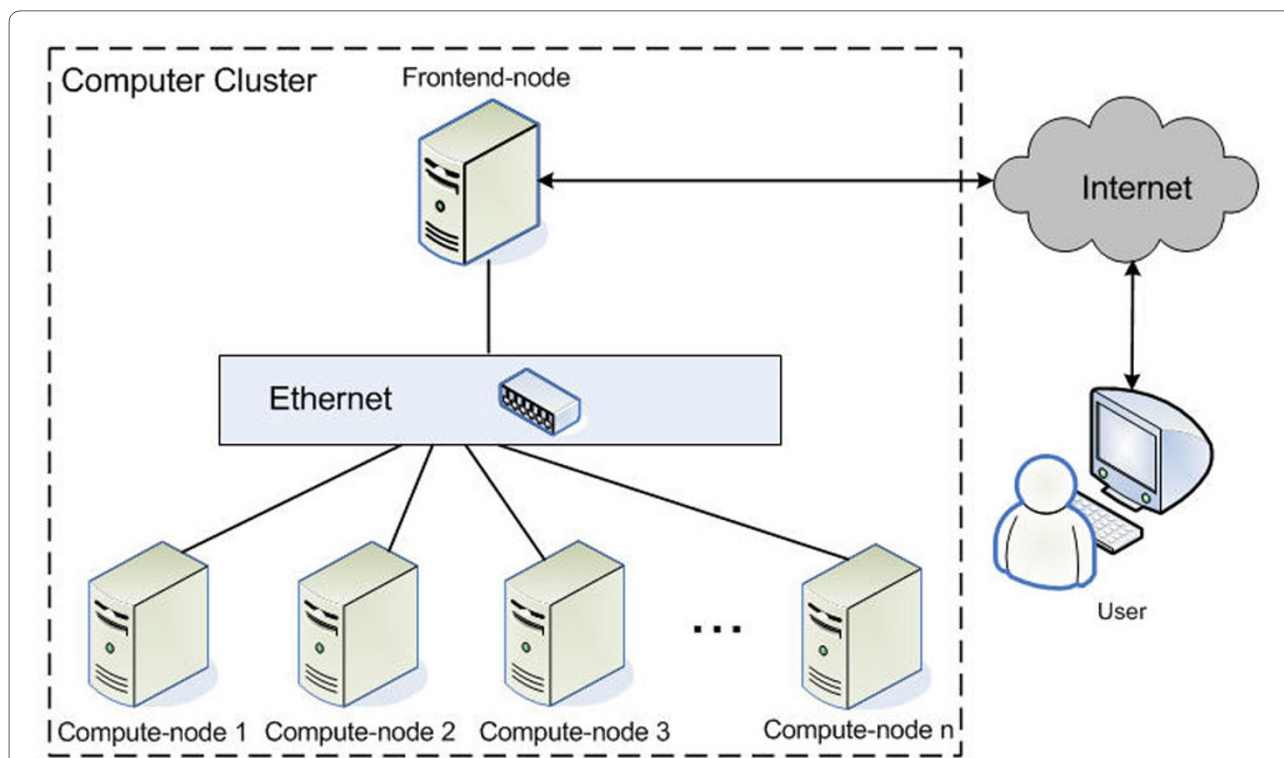 Computer Cluster
Frontend-node
Internet
Ethernet
User
...
Compute-node 1
Compute-node 2
Compute-node 3
Compute-node n